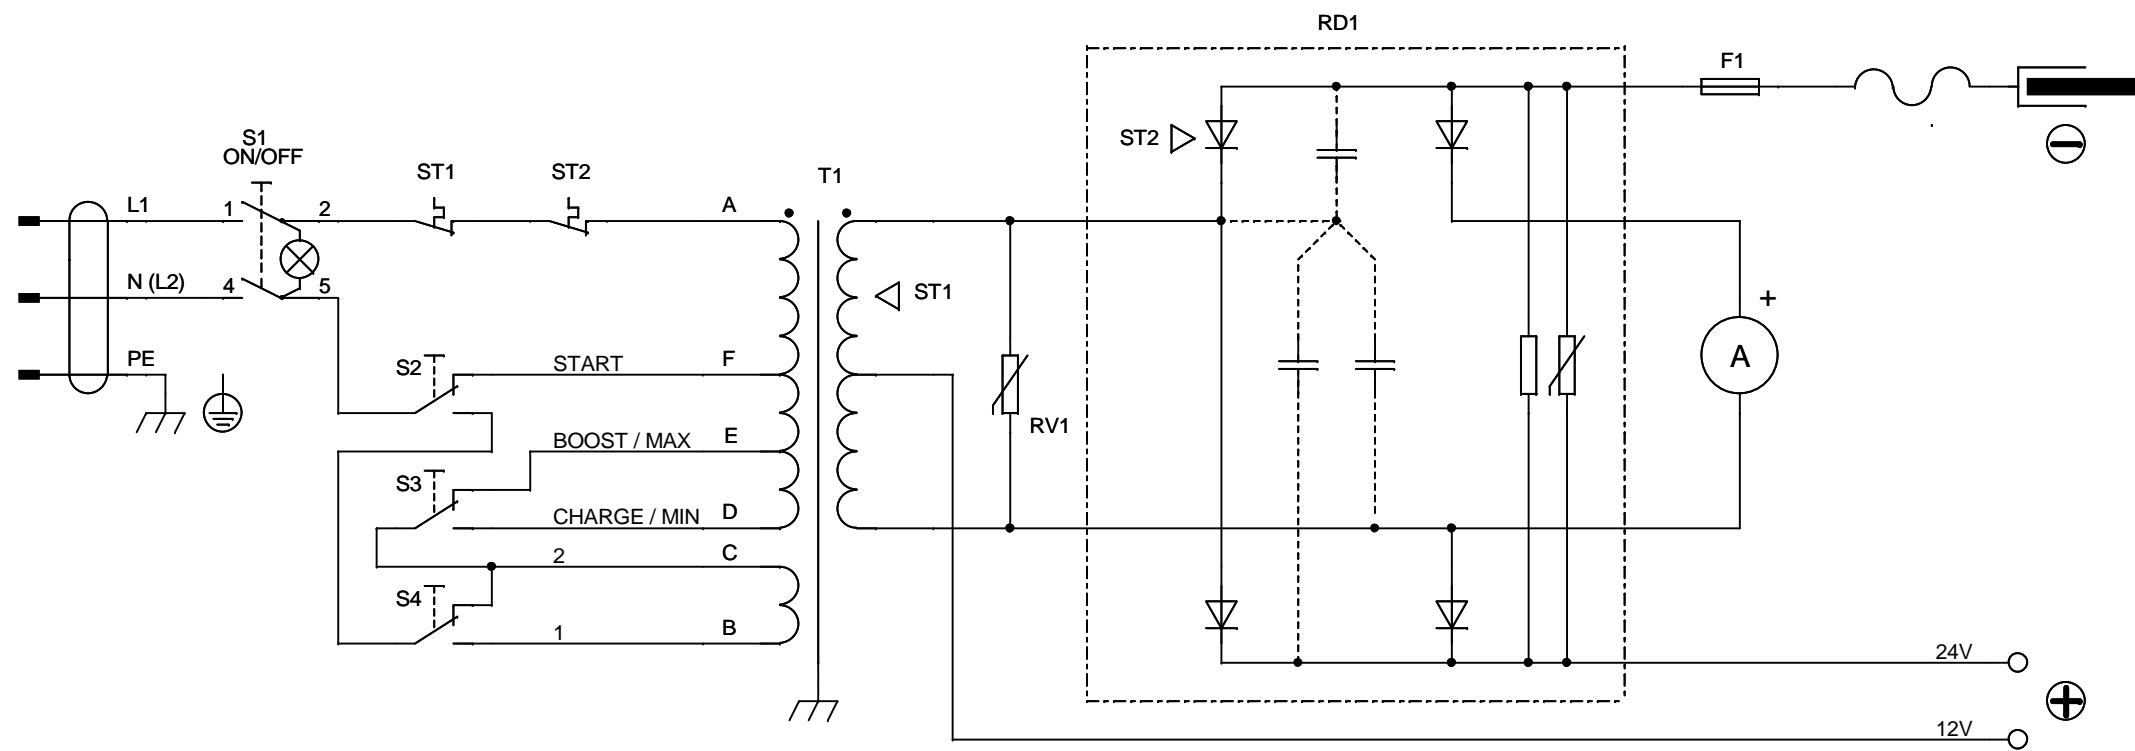 RD1
F1
S1
ON/OFF
ST2
ST1
ST2
T1
L1
1
2
A
N (L2)
4
5
ST1
+
PE
S2
START
F
A
RV1
BOOST / MAX
E
S3
CHARGE / MIN
D
2
C
S4
1
B
24V
12V